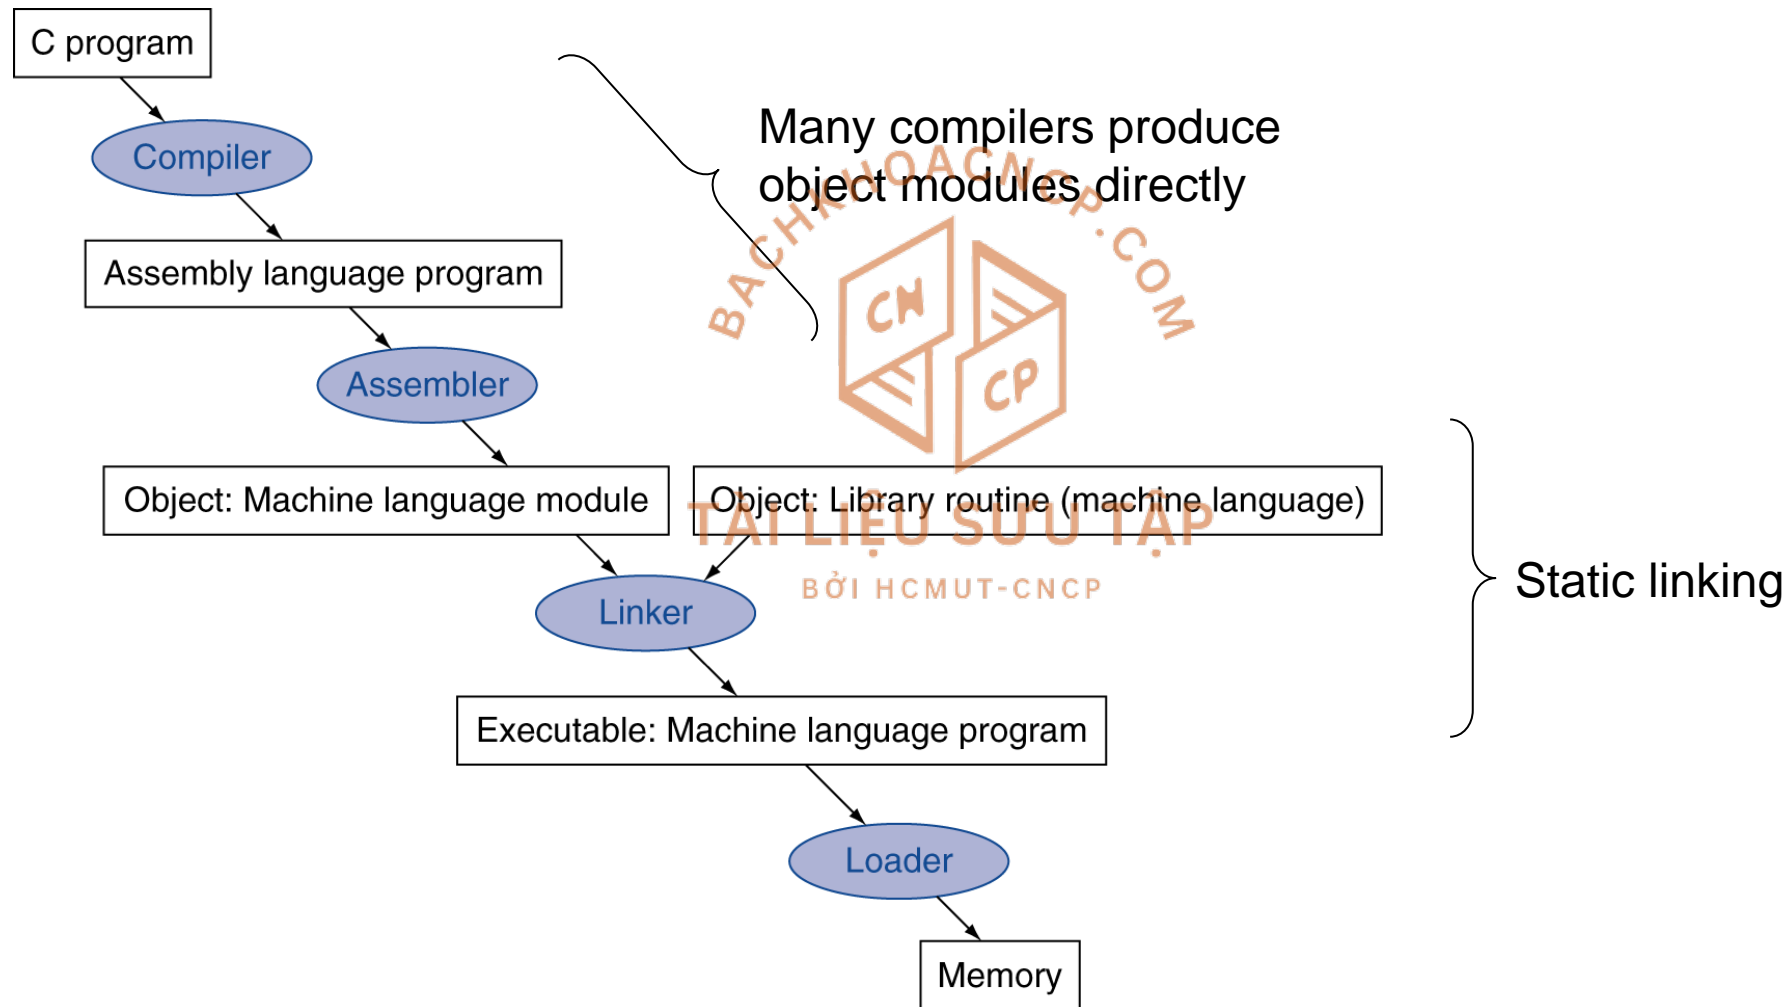 C program
Many compilers produce
object modules directly
Compiler
BACHKHOACNCP.COM
Assembly language program
CN
CP
Assembler
Object: Machine language module
Object: Library routine (machine language)
TÀI LIỆU SƯU TẬP
BỞI HCMUT-CNCP
Static linking
Linker
Executable: Machine language program
Loader
Memory